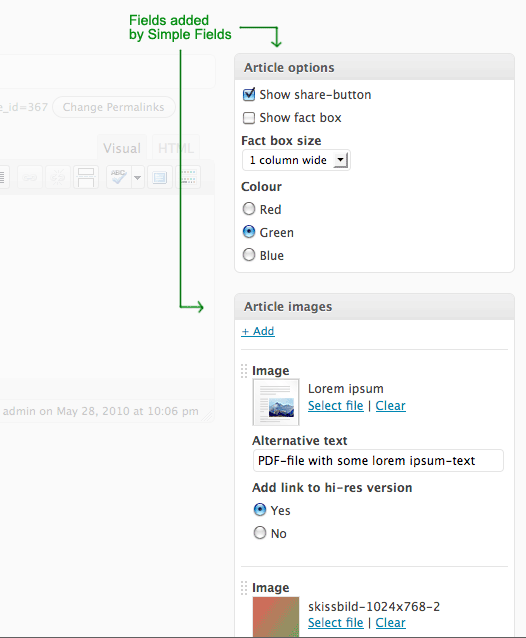 Fields added
by Simple Fields
e_id=367 Change Permalinks
Visual HTML
ABC
admin on May 28, 2010 at 10:06 pm
Article options
Show share-button
Show fact box
Fact box size
1 column wide
Colour
Red
Green
Blue
Article images
+ Add
Image
Lorem ipsum
Select file | Clear
Alternative text
PDF-file with some lorem ipsum-text
Add link to hi-res version
Yes
No
Image
skissbild-1024x768-2
Select file | Clear